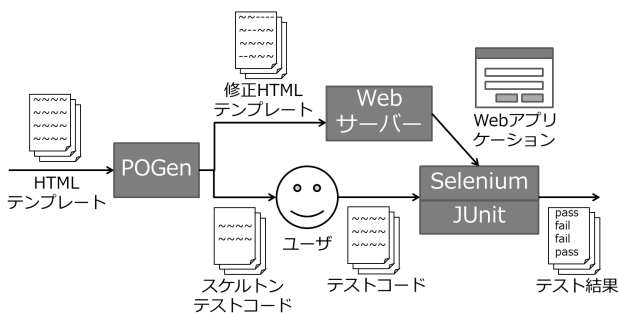 修正HTML
テンプレート
Web
サーバー
Webアプリ
ケーション
HTML
テンプレート
POGen
Selenium
JUnit
ユーザ
スケルトン
テストコード
テストコード
pass
fail
fail
pass
テスト結果